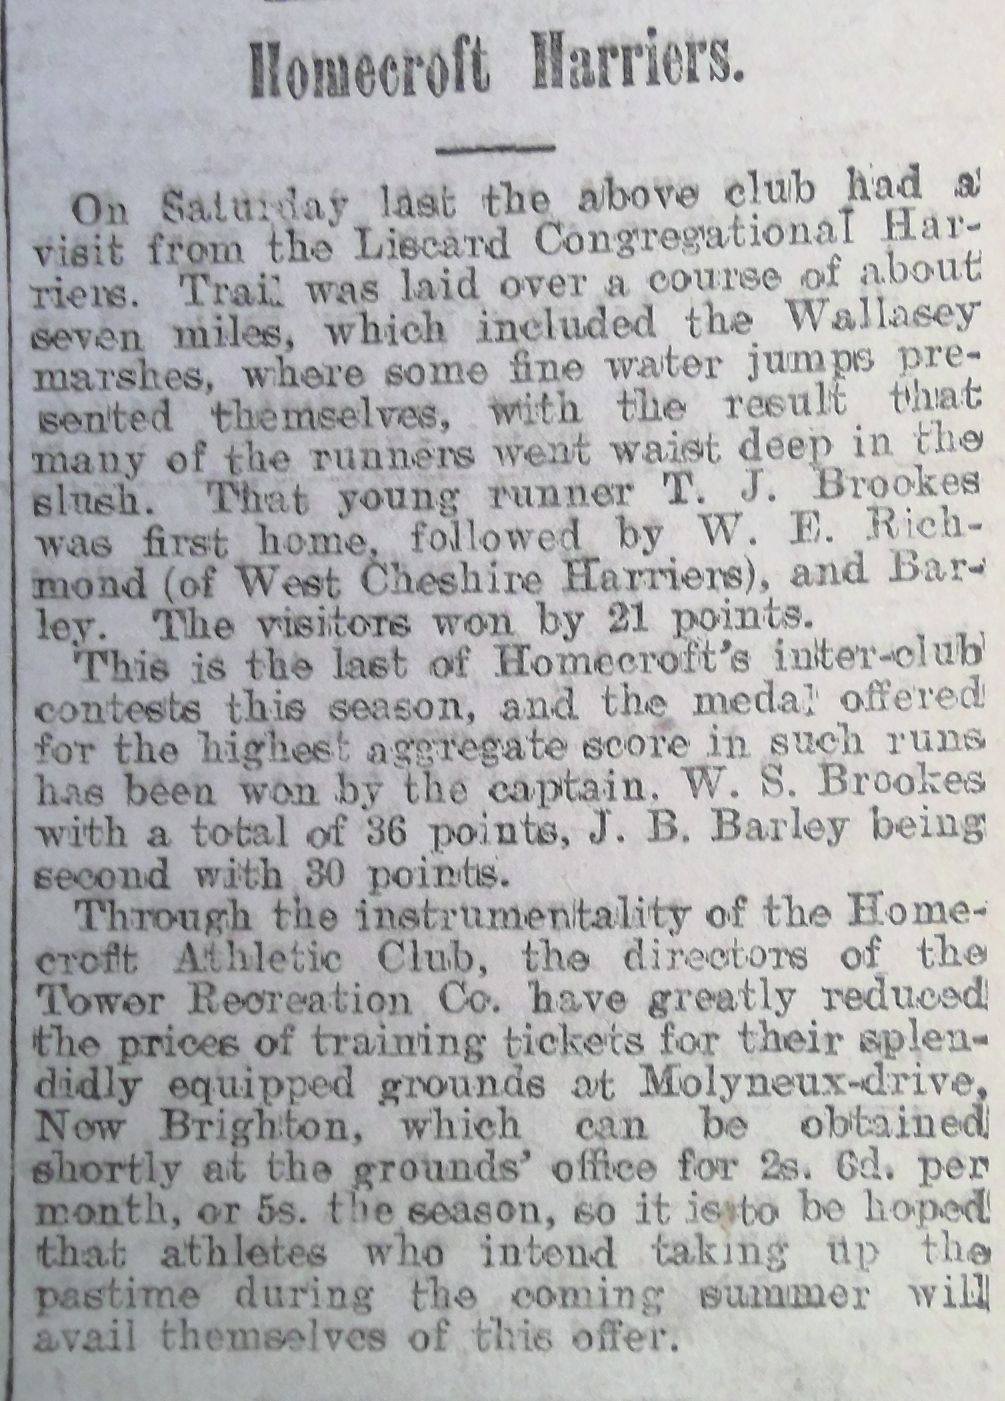 Homecroft Harriers.
On Saturday last the above club had a
visit from the Liscard Congregational Har-
riers. Trail was laid over a course of about
seven miles, which included the Wallasey
marshes, where some fine water jumps pre-
sented themselves, with the result that
many of the runners went waist deep in the
slush. That young runner T. J. Brookes
was first home, followed by W. E. Rich-
mond (of West Cheshire Harriers), and Bar-
ley. The visitors won by 21 points.
This is the last of Homecroft's inter-club
contests this season, and the medal offered
for the highest aggregate score in such runs
has been won by the captain. W. S. Brookes
with a total of 36 points, J. B. Barley being
second with 30 points.
Through the instrumentality of the Home-
croft Athletic Club, the directors of the
Tower Recreation Co. have greatly reduced
the prices of training tickets for their splen-
didly equipped grounds at Molyneux-drive,
Now Brighton, which can be obtained
shortly at the grounds' office for 2s. 6d. per
month, or 5s. the season, so it is to be hoped
that athletes who intend taking up the
pastime during the coming summer will
avail themselves of this offer.